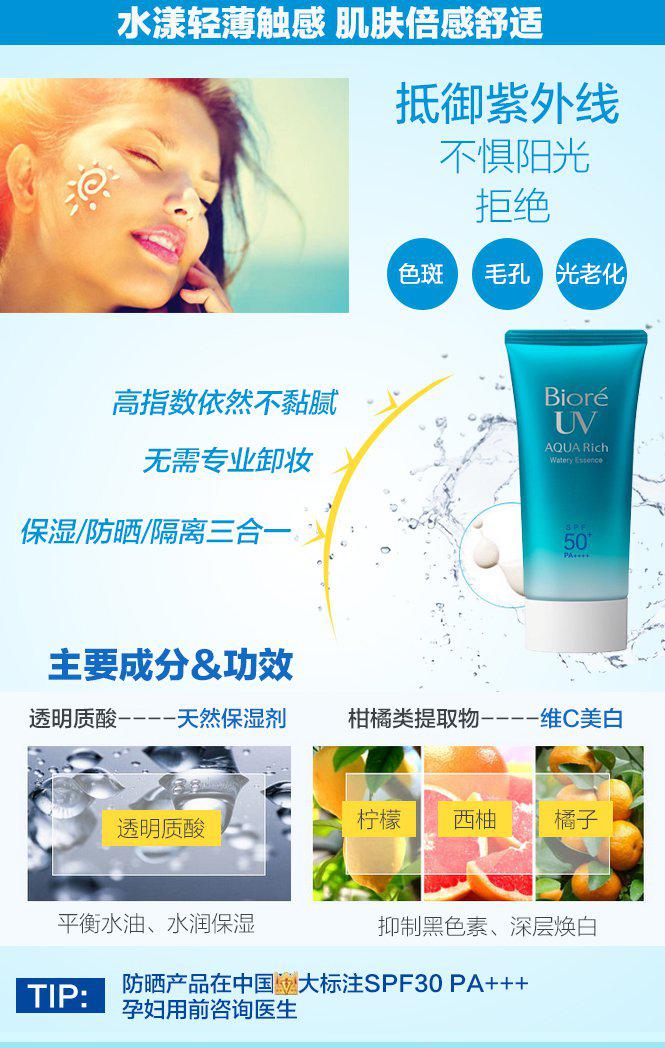 水漾轻薄触感 肌肤倍感舒适
抵御紫外线
不惧阳光
拒绝
色斑
毛孔
光老化
高指数依然不黏腻
无需专业卸妆
保湿/防晒/隔离三合一
Bioré
UV
AQUA Rich
Watery Essence
SPF
50+
PA++++
主要成分&功效
透明质酸----天然保湿剂
柑橘类提取物----维C美白
透明质酸
柠檬
西柚
橘子
平衡水油、水润保湿
抑制黑色素、深层焕白
TIP:
防晒产品在中国大标注SPF30 PA+++
孕妇用前咨询医生